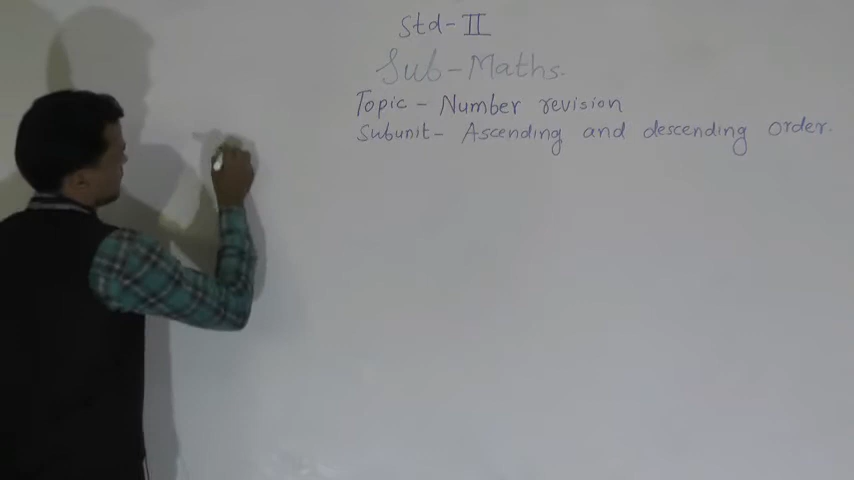 Std-II
Sub-Maths.
Topic - Number revision
Subunit- Ascending and descending order.